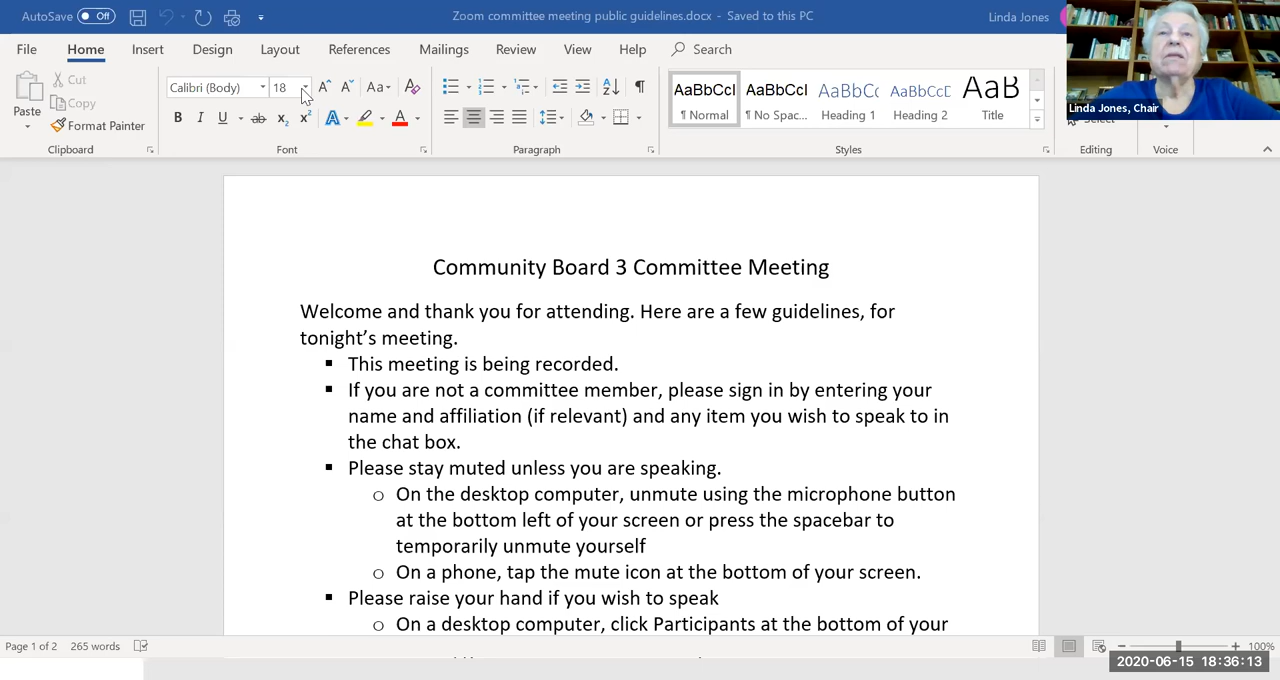 AutoSave Off
Zoom committee meeting public guidelines.docx - Saved to this PC
Linda Jones
File Home Insert Design Layout References Mailings Review View Help Search
Paste
Cut
Copy
Format Painter
Clipboard
Calibri (Body) 18
Aa
B I U ab x₂ x² A A
Font
Paragraph
AaBbCcI AaBbCcI AaBbCc AaBbCcD AaB
¶ Normal ¶ No Spac... Heading 1 Heading 2 Title
Styles
Select
Editing
Voice
Linda Jones, Chair
Community Board 3 Committee Meeting
Welcome and thank you for attending. Here are a few guidelines, for
tonight's meeting.
▪ This meeting is being recorded.
▪ If you are not a committee member, please sign in by entering your
name and affiliation (if relevant) and any item you wish to speak to in
the chat box.
▪ Please stay muted unless you are speaking.
o On the desktop computer, unmute using the microphone button
at the bottom left of your screen or press the spacebar to
temporarily unmute yourself
o On a phone, tap the mute icon at the bottom of your screen.
▪ Please raise your hand if you wish to speak
o On a desktop computer, click Participants at the bottom of your
Page 1 of 2 265 words
100%
2020-06-15 18:36:13